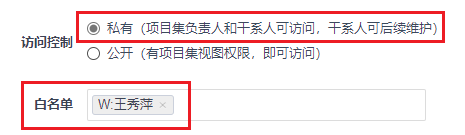 访问控制
私有（项目集负责人和干系人可访问，干系人可后续维护）
公开（有项目集视图权限，即可访问）
白名单 W:王秀萍 ×